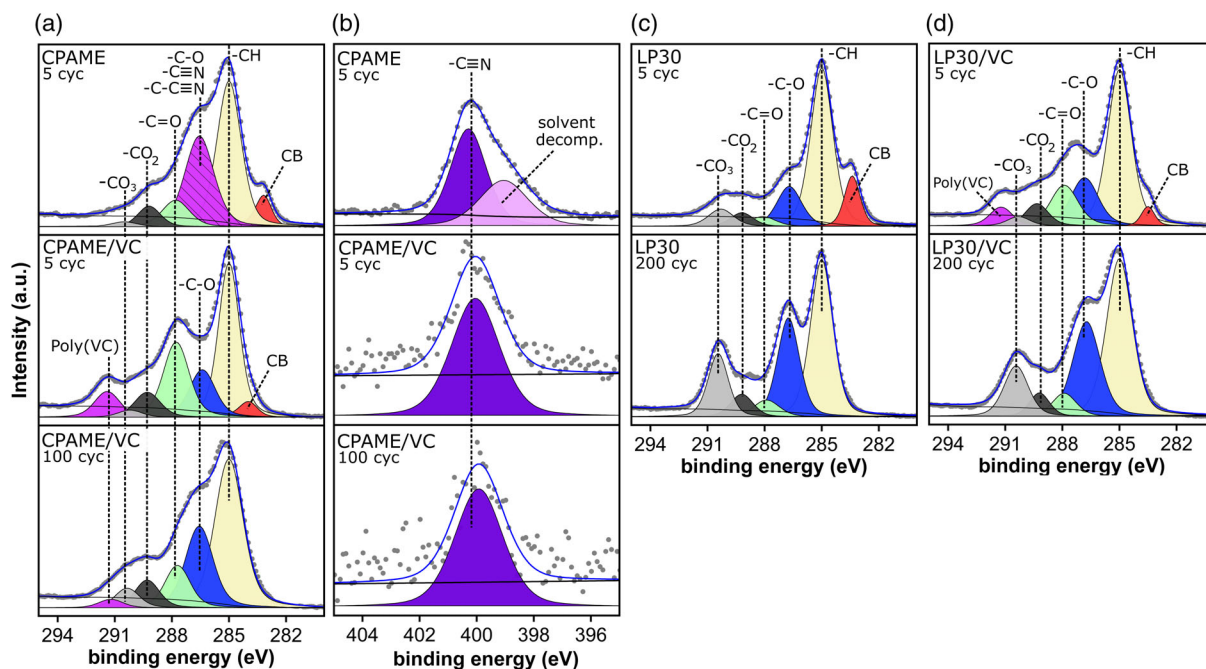 (a)
CPAME
5 cyc
-C-O
-C≡N
-C-C≡N
-CH
-C=O
-CO2
-CO3
CB
CPAME/VC
5 cyc
-C-O
Poly(VC)
CB
CPAME/VC
100 cyc
294 291 288 285 282
binding energy (eV)
Intensity (a.u.)
(b)
CPAME
5 cyc
-C≡N
solvent
decomp.
CPAME/VC
5 cyc
CPAME/VC
100 cyc
404 402 400 398 396
binding energy (eV)
(c)
LP30
5 cyc
-CH
-C-O
-C=O
-CO2
-CO3
CB
LP30
200 cyc
294 291 288 285 282
binding energy (eV)
(d)
LP30/VC
5 cyc
-CH
-C-O
-C=O
-CO2
-CO3
Poly(VC)
CB
LP30/VC
200 cyc
294 291 288 285 282
binding energy (eV)